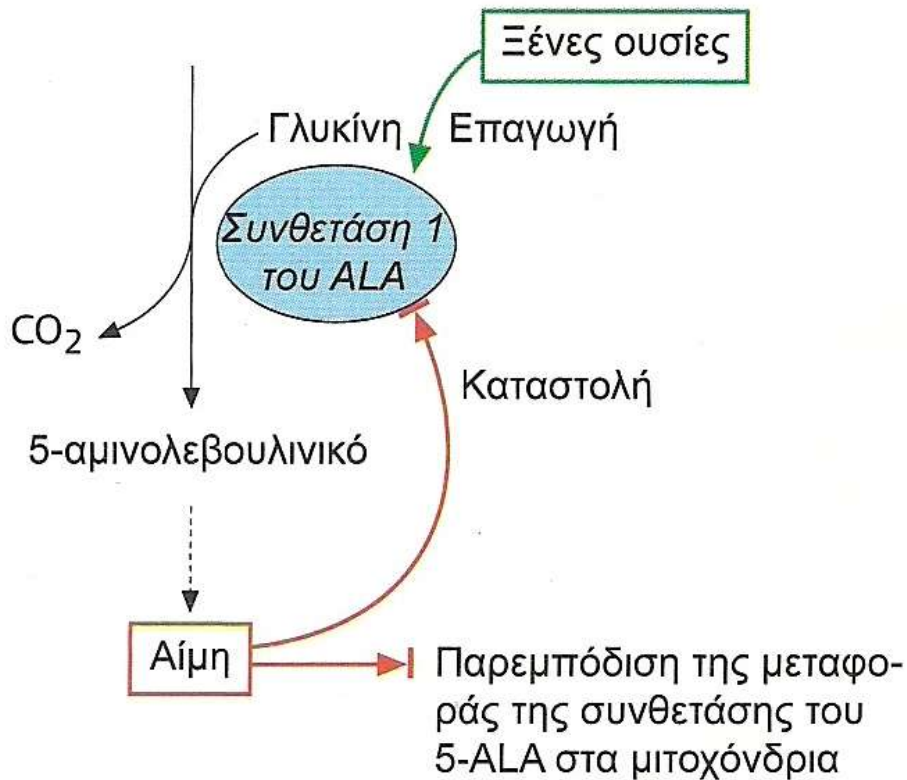 Ξένες ουσίες
Γλυκίνη
Επαγωγή
Συνθετάση 1
του ALA
CO₂
Καταστολή
5-αμινολεβουλινικό
Αίμη
Παρεμπόδιση της μεταφο-
ράς της συνθετάσης του
5-ALA στα μιτοχόνδρια